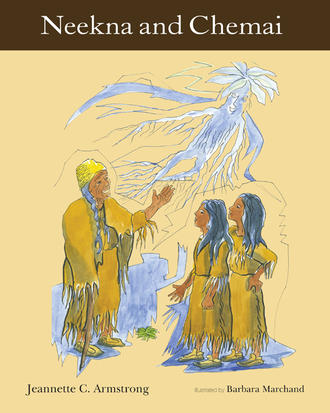 Neekna and Chemai
Jeannette C. Armstrong
illustrated by Barbara Marchand